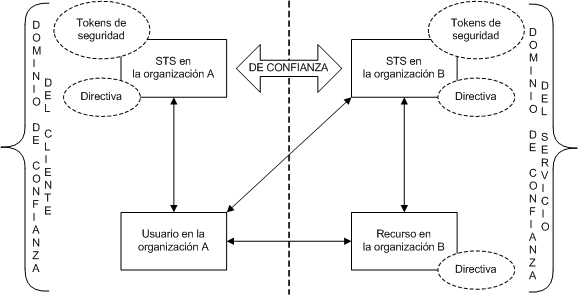 Tokens de
seguridad
STS en
la organización A
Directiva
DE CONFIANZA
Tokens de
seguridad
STS en
la organización B
Directiva
DOMINIO DE CONFIANZA
DEL CLIENTE
DOMINIO DE CONFIANZA
DEL SERVICIO
Usuario en la
organización A
Recurso en
la organización B
Directiva